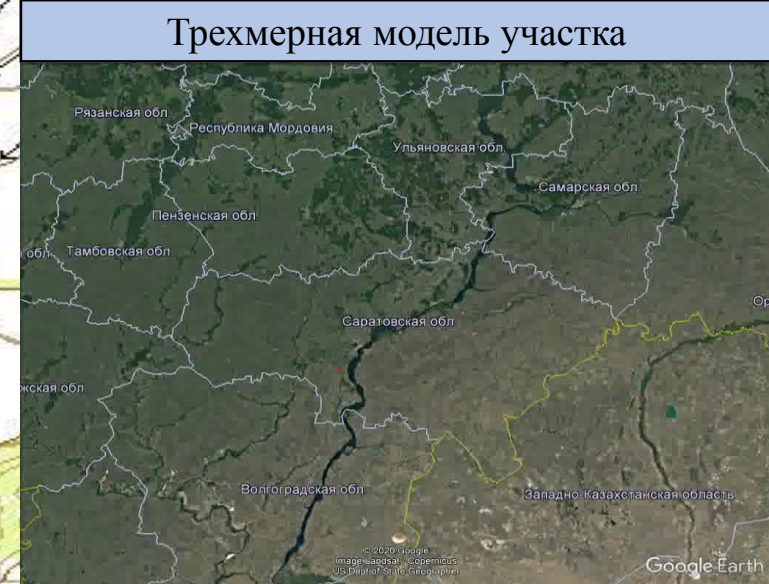 Трехмерная модель участка
Рязанская обл.
Республика Мордовия
Ульяновская обл.
Самарская обл.
Пензенская обл.
обл.
Тамбовская обл.
Ор
Саратовская обл
жская обл
Волгоградская обл.
Западно Казахстанская область
© 2020 Google
Image Landsat / Copernicus
US Dept of State Geographer
Google Earth